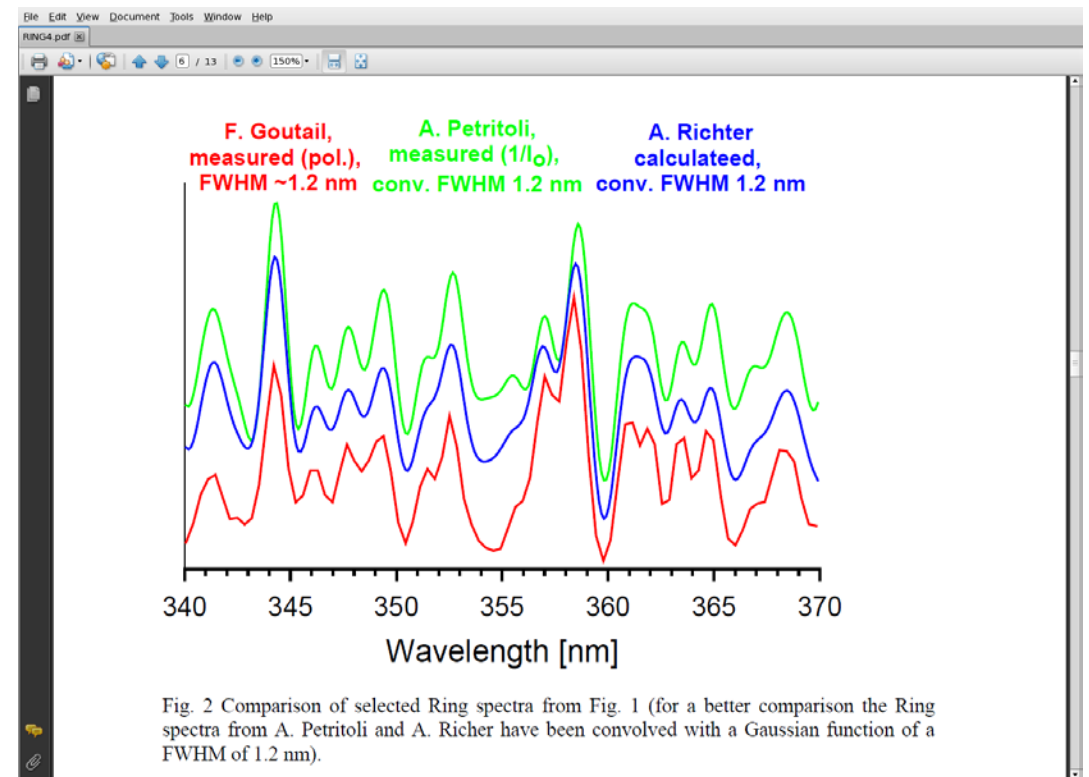 File Edit View Document Tools Window Help
RING4.pdf
6 / 13 150%
F. Goutail,
measured (pol.),
FWHM ~1.2 nm
A. Petritoli,
measured (1/Io),
conv. FWHM 1.2 nm
A. Richter
calculateed,
conv. FWHM 1.2 nm
340 345 350 355 360 365 370
Wavelength [nm]
Fig. 2 Comparison of selected Ring spectra from Fig. 1 (for a better comparison the Ring
spectra from A. Petritoli and A. Richer have been convolved with a Gaussian function of a
FWHM of 1.2 nm).